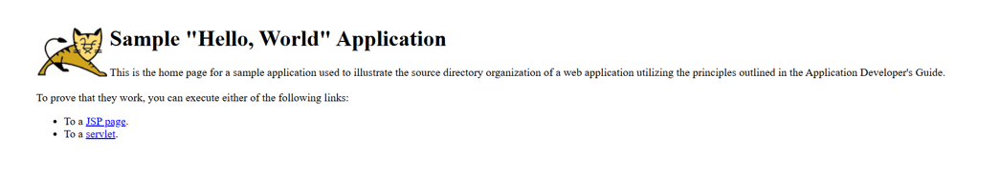 Sample "Hello, World" Application
This is the home page for a sample application used to illustrate the source directory organization of a web application utilizing the principles outlined in the Application Developer's Guide.
To prove that they work, you can execute either of the following links:
• To a JSP page.
• To a servlet.